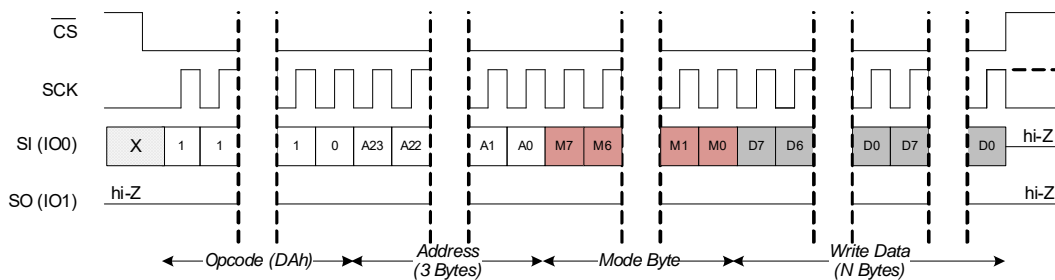 CS
SCK
SI (IO0) X 1 1 1 0 A23 A22 A1 A0 M7 M6 M1 M0 D7 D6 D0 D7 D0 hi-Z
SO (IO1) hi-Z hi-Z
Opcode (DAh) Address (3 Bytes) Mode Byte Write Data (N Bytes)